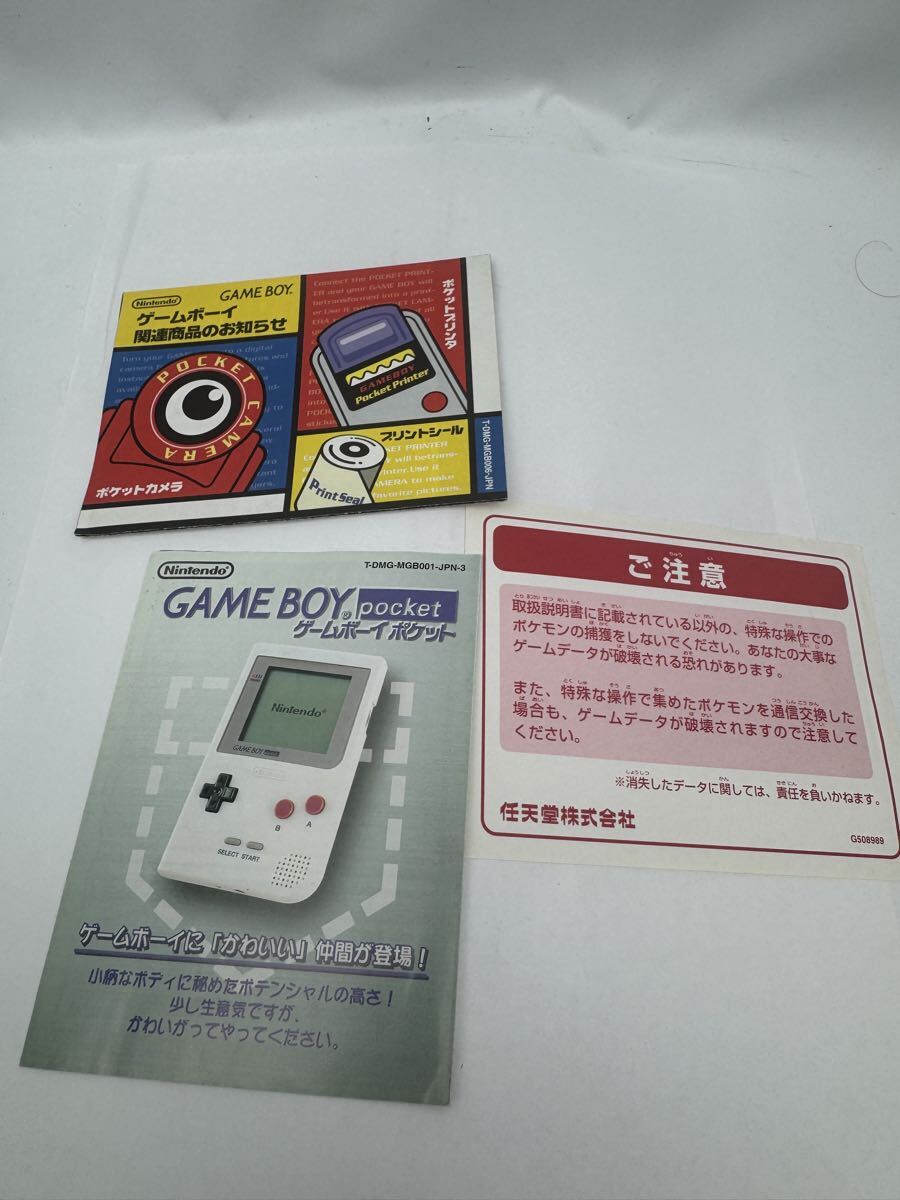 Nintendo
GAME BOY
ゲームボーイ
関連商品のお知らせ
POCKET CAMERA
ポケットカメラ
Connect the POCKET PRINT-
ER and your GAME BOY will
GAMEBOY
Pocket Printer
ポケットプリンタ
プリントシール
Print Seal
favorite pictures.
T-DMG-MGB006-JPN
Nintendo
T-DMG-MGB001-JPN-3
GAME BOY® pocket
ゲームボーイ ポケット
Nintendo®
GAME BOY pocket
B
A
SELECT START
ゲームボーイに「かわいい」仲間が登場!
小柄なボディに秘めたポテンシャルの高さ!
少し生意気ですが、
かわいがってやってください。
ご注意
取扱説明書に記載されている以外の、特殊な操作での
ポケモンの捕獲をしないでください。あなたの大事な
ゲームデータが破壊される恐れがあります。
また、特殊な操作で集めたポケモンを通信交換した
場合も、ゲームデータが破壊されますので注意して
ください。
※消失したデータに関しては、責任を負いかねます。
任天堂株式会社
G508989